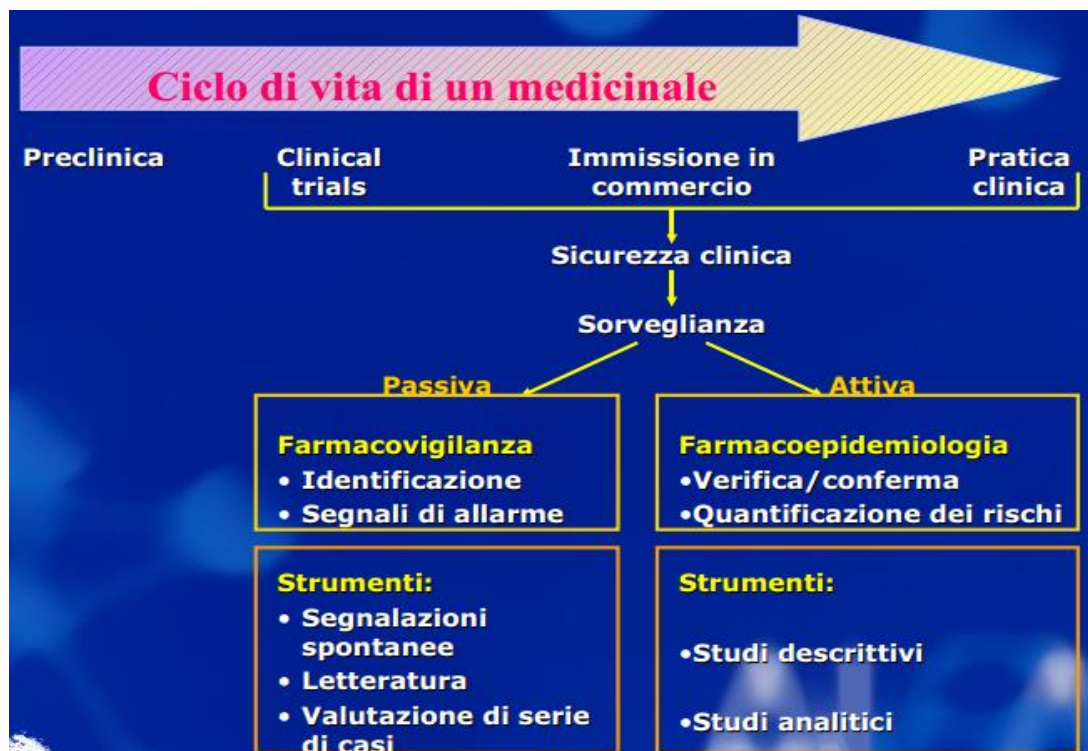 Ciclo di vita di un medicinale
Preclinica
Clinical
trials
Immissione in
commercio
Pratica
clinica
Sicurezza clinica
Sorveglianza
Passiva
Farmacovigilanza
• Identificazione
• Segnali di allarme
Strumenti:
• Segnalazioni
spontanee
• Letteratura
• Valutazione di serie
di casi
Attiva
Farmacoepidemiologia
•Verifica/conferma
•Quantificazione dei rischi
Strumenti:
•Studi descrittivi
•Studi analitici